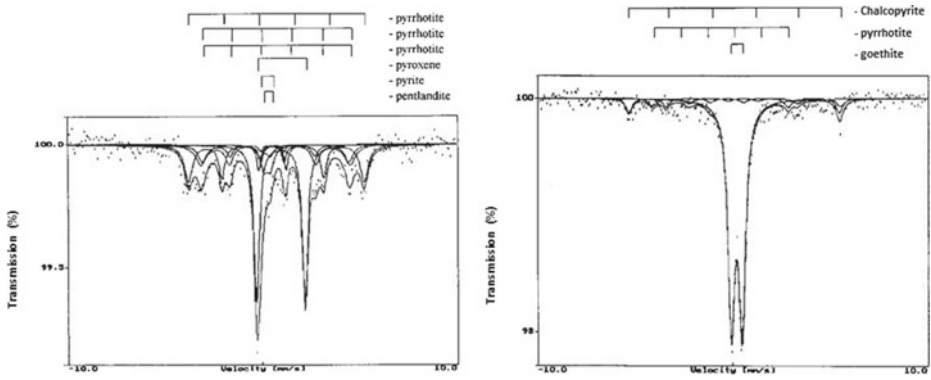 - pyrrhotite
- pyrrhotite
- pyrrhotite
- pyroxene
- pyrite
- pentlandite
100.0
99.3
Transmission (%)
-10.0 Velocity [mm/s] 10.0
- Chalcopyrite
- pyrrhotite
- goethite
100
98
Transmission (%)
-10.0 Velocity [mm/s] 10.0